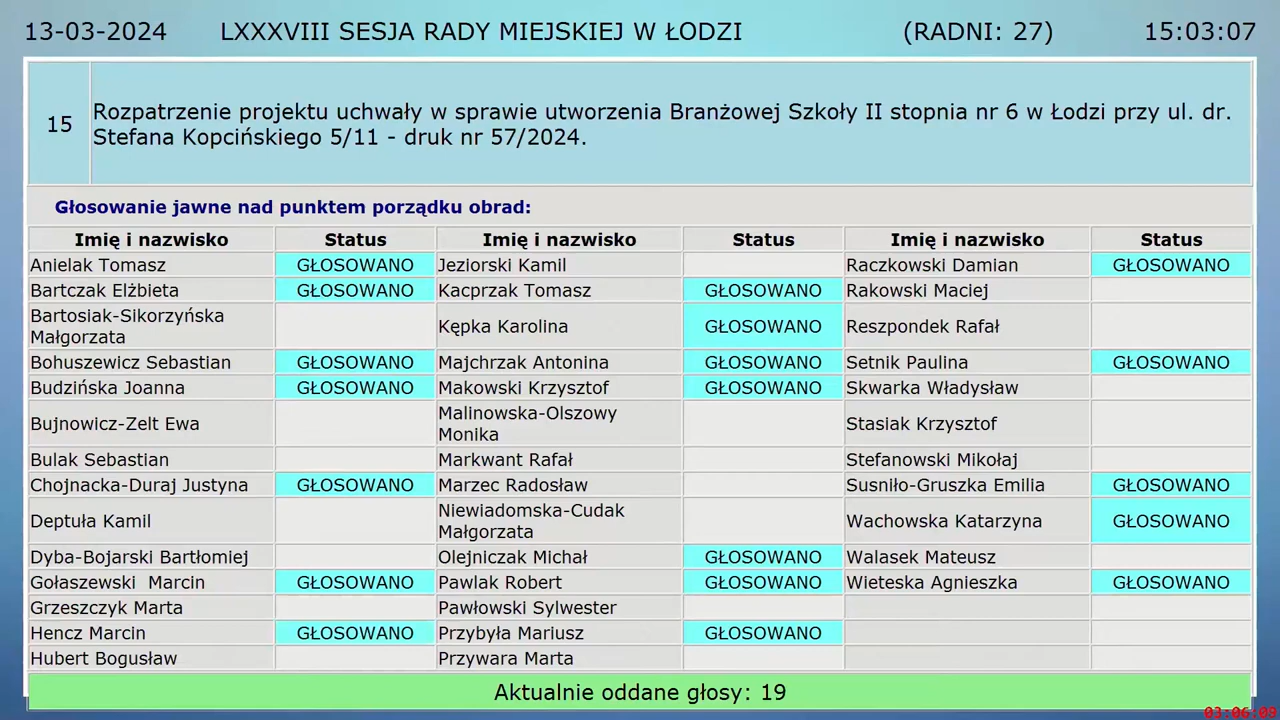 13-03-2024 LXXXVIII SESJA RADY MIEJSKIEJ W ŁODZI (RADNI: 27) 15:03:07
15 Rozpatrzenie projektu uchwały w sprawie utworzenia Branżowej Szkoły II stopnia nr 6 w Łodzi przy ul. dr.
Stefana Kopcińskiego 5/11 - druk nr 57/2024.
Głosowanie jawne nad punktem porządku obrad:
Imię i nazwisko Status Imię i nazwisko Status Imię i nazwisko Status
Anielak Tomasz GŁOSOWANO Jeziorski Kamil Raczkowski Damian GŁOSOWANO
Bartczak Elżbieta GŁOSOWANO Kacprzak Tomasz GŁOSOWANO Rakowski Maciej
Bartosiak-Sikorzyńska
Małgorzata Kępka Karolina GŁOSOWANO Reszpondek Rafał
Bohuszewicz Sebastian GŁOSOWANO Majchrzak Antonina GŁOSOWANO Setnik Paulina GŁOSOWANO
Budzińska Joanna GŁOSOWANO Makowski Krzysztof GŁOSOWANO Skwarka Władysław
Bujnowicz-Zelt Ewa Malinowska-Olszowy
Monika Stasiak Krzysztof
Bulak Sebastian Markwant Rafał Stefanowski Mikołaj
Chojnacka-Duraj Justyna GŁOSOWANO Marzec Radosław Susniło-Gruszka Emilia GŁOSOWANO
Deptuła Kamil Niewiadomska-Cudak
Małgorzata Wachowska Katarzyna GŁOSOWANO
Dyba-Bojarski Bartłomiej Olejniczak Michał GŁOSOWANO Walasek Mateusz
Gołaszewski Marcin GŁOSOWANO Pawlak Robert GŁOSOWANO Wieteska Agnieszka GŁOSOWANO
Grzeszczyk Marta Pawłowski Sylwester
Hencz Marcin GŁOSOWANO Przybyła Mariusz GŁOSOWANO
Hubert Bogusław Przywara Marta
Aktualnie oddane głosy: 19
03:06:09